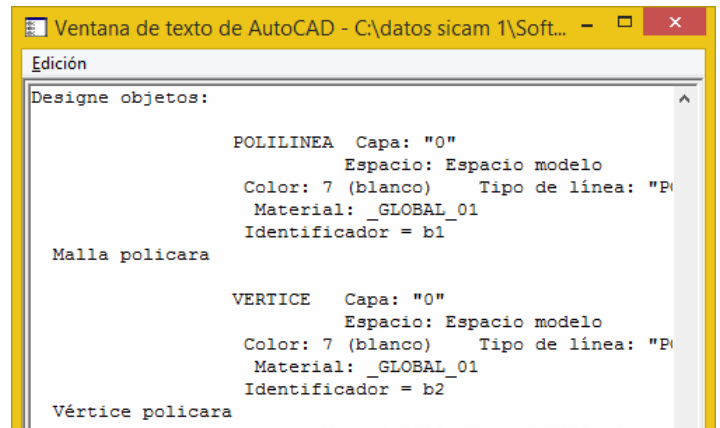 Ventana de texto de AutoCAD - C:\datos sicam 1\Soft...
Edición
Designe objetos:
POLILINEA Capa: "0"
Espacio: Espacio modelo
Color: 7 (blanco) Tipo de línea: "P
Material: _GLOBAL_01
Identificador = b1
Malla policara
VERTICE Capa: "0"
Espacio: Espacio modelo
Color: 7 (blanco) Tipo de línea: "P
Material: _GLOBAL_01
Identificador = b2
Vértice policara